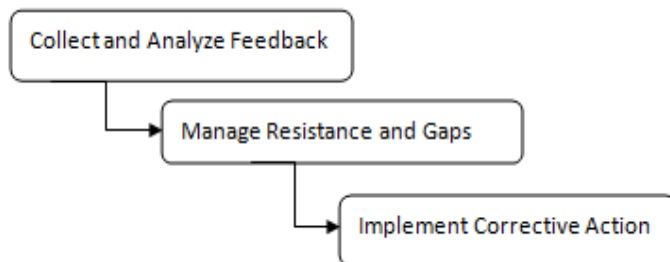 Collect and Analyze Feedback
Manage Resistance and Gaps
Implement Corrective Action